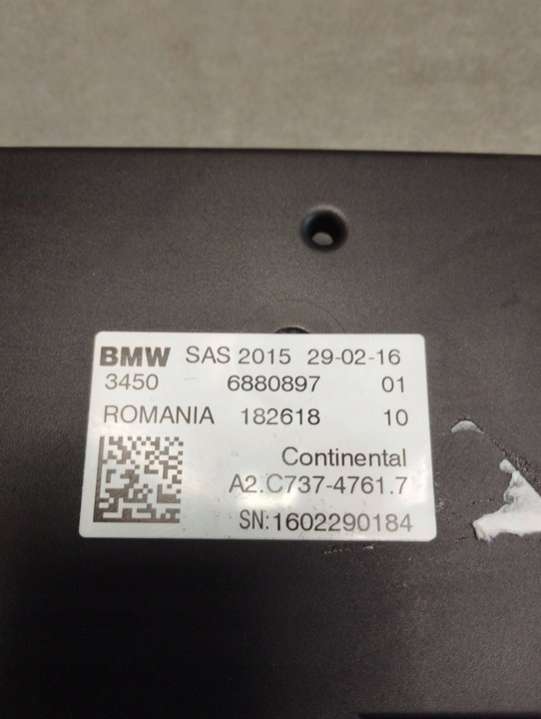 BMW SAS 2015 29-02-16
3450 6880897 01
ROMANIA 182618 10
Continental
A2.C737-4761.7
SN:1602290184